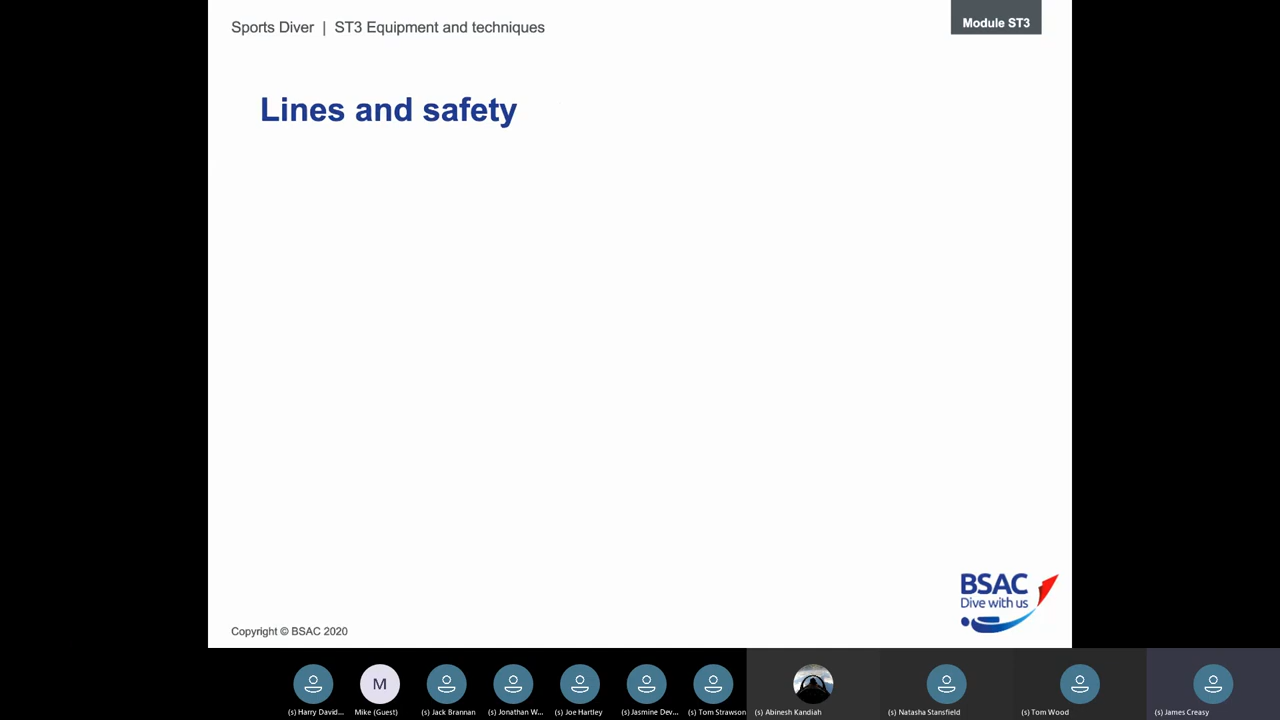 Sports Diver | ST3 Equipment and techniques
Module ST3
Lines and safety
BSAC
Dive with us
Copyright © BSAC 2020
(s) Harry David...
Mike (Guest)
(s) Jack Brannan
(s) Jonathan W...
(s) Joe Hartley
(s) Jasmine Dev...
(s) Tom Strawson
(s) Abinesh Kandiah
(s) Natasha Stansfield
(s) Tom Wood
(s) James Creasy
M